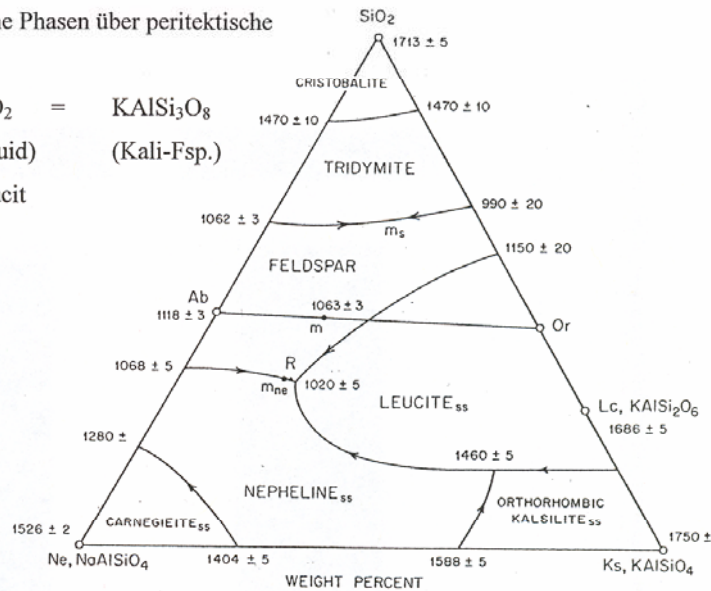 ne Phasen über peritektische
O₂ = KAlSi₃O₈
uid) (Kali-Fsp.)
cit
SiO₂
1713 ± 5
CRISTOBALITE
1470 ± 10
1470 ± 10
TRIDYMITE
990 ± 20
1062 ± 3
mₛ
1150 ± 20
FELDSPAR
Ab
1063 ± 3
1118 ± 3
m
Or
1068 ± 5
R
mₙₑ
1020 ± 5
LEUCITEₛₛ
Lc, KAlSi₂O₆
1686 ± 5
1280 ±
1460 ± 5
NEPHELINEₛₛ
ORTHORHOMBIC
KALSILITEₛₛ
CARNEGIEITEₛₛ
1526 ± 2
1750 ±
Ne, NaAlSiO₄
1404 ± 5
1588 ± 5
Ks, KAlSiO₄
WEIGHT PERCENT